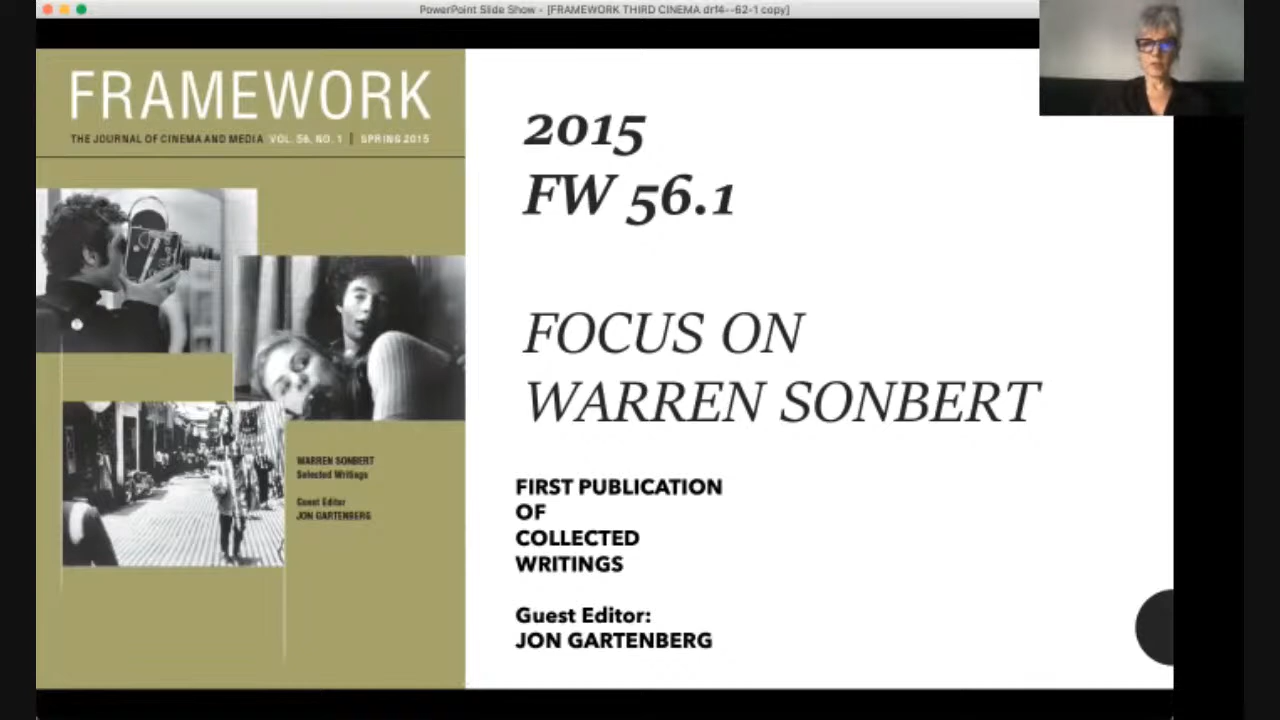 PowerPoint Slide Show - [FRAMEWORK THIRD CINEMA drf4--62-1 copy]
FRAMEWORK
THE JOURNAL OF CINEMA AND MEDIA VOL. 56, NO. 1 | SPRING 2015
WARREN SONBERT
Selected Writings
Guest Editor
JON GARTENBERG
2015
FW 56.1
FOCUS ON
WARREN SONBERT
FIRST PUBLICATION
OF
COLLECTED
WRITINGS
Guest Editor:
JON GARTENBERG